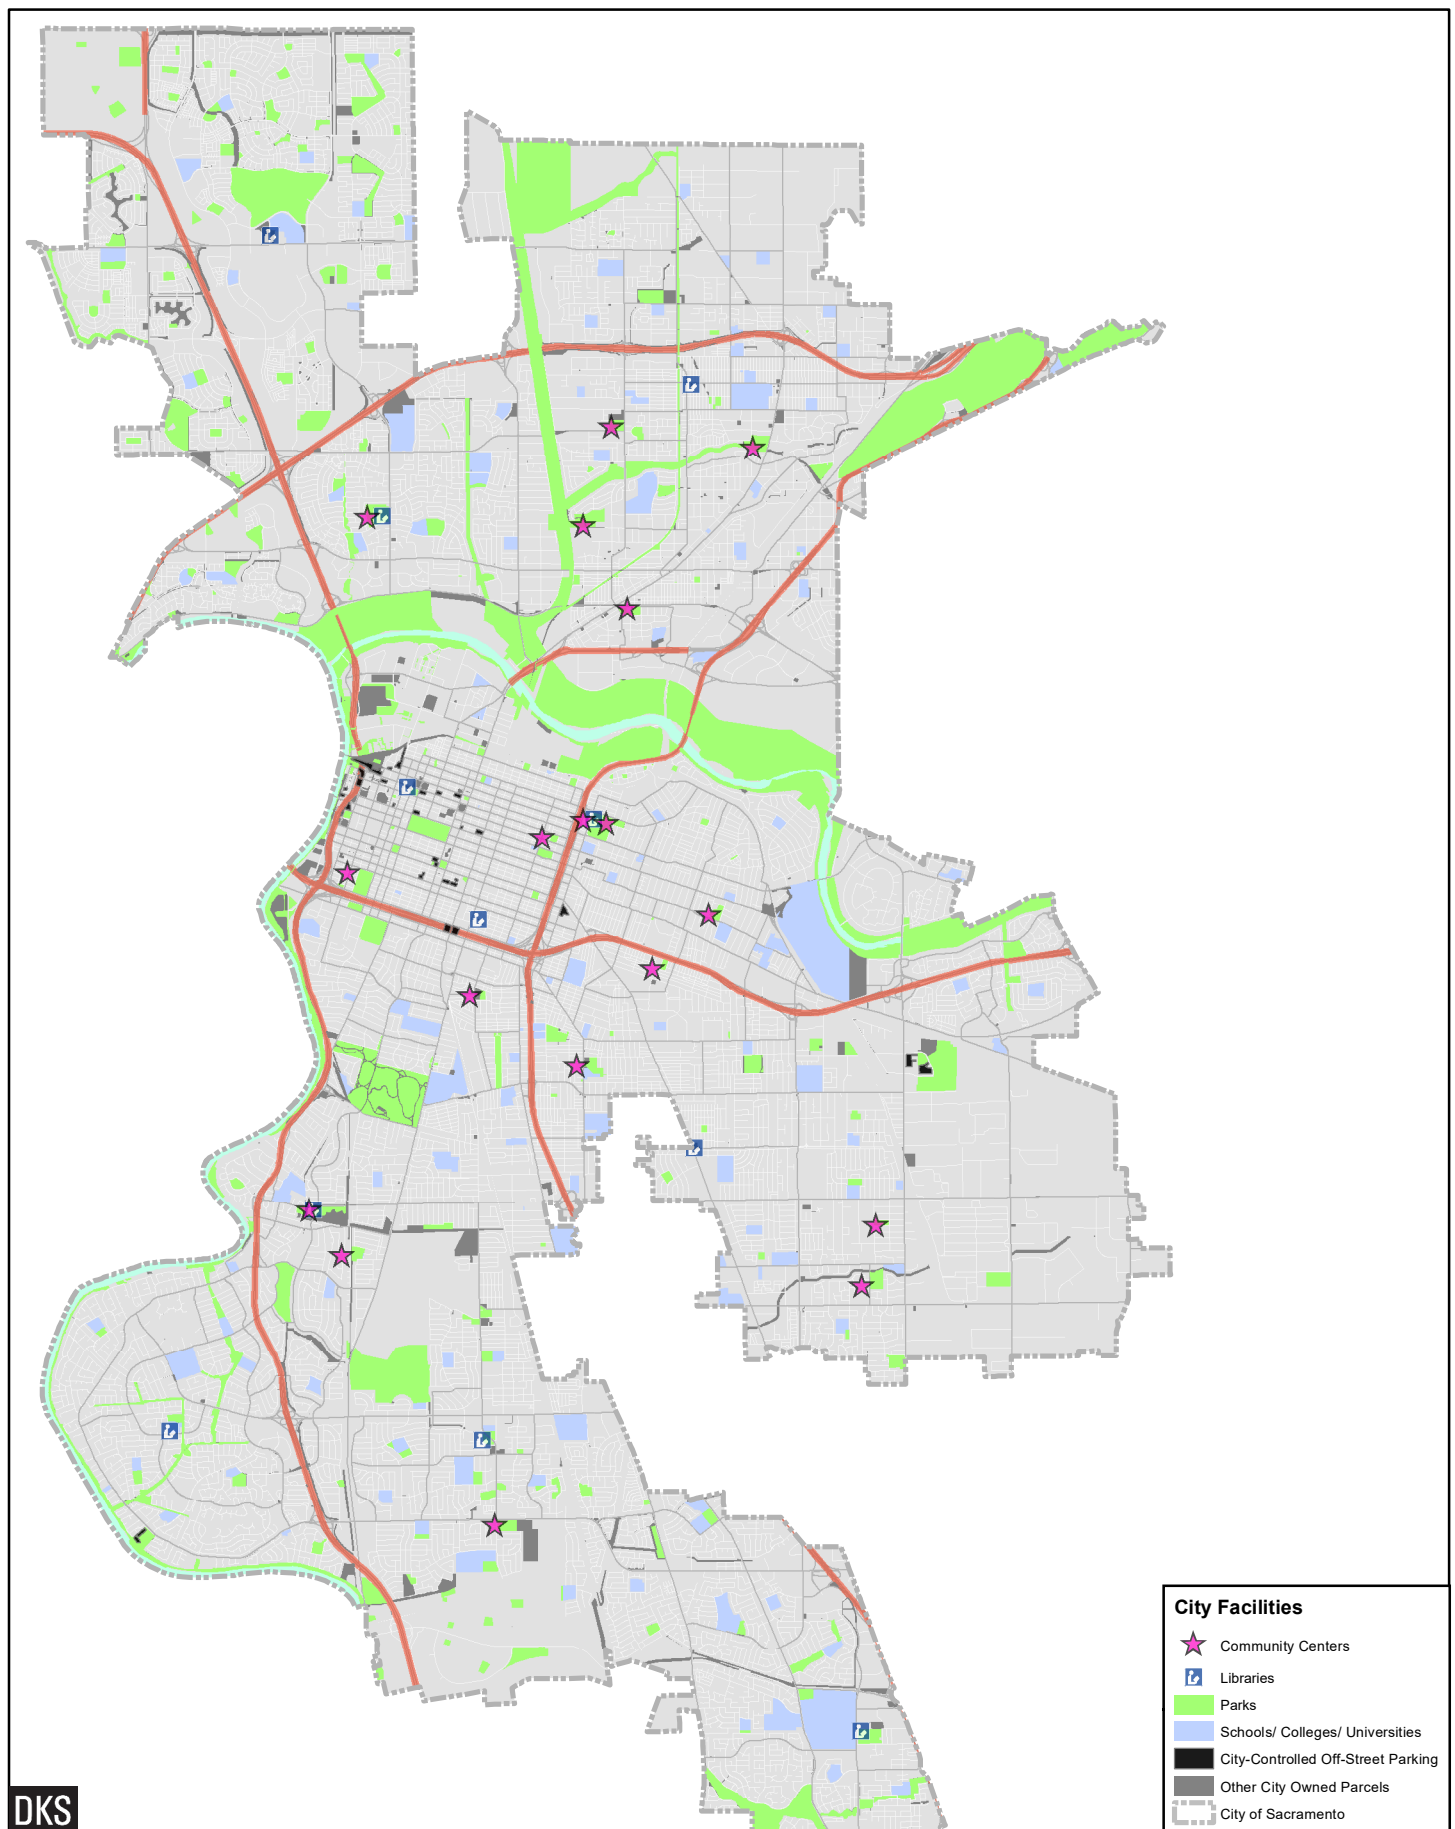 City Facilities
Community Centers
Libraries
Parks
Schools/ Colleges/ Universities
City-Controlled Off-Street Parking
Other City Owned Parcels
City of Sacramento
DKS